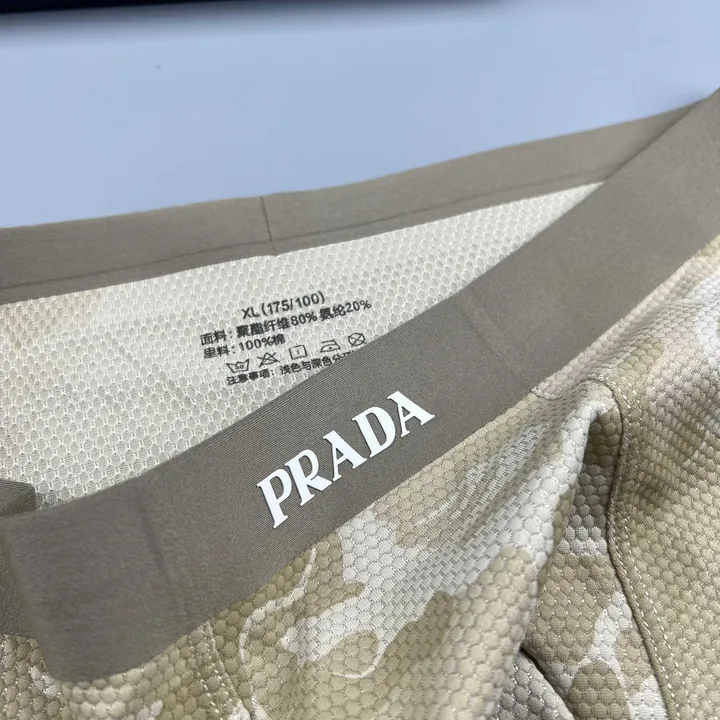 XL (175/100)
面料: 聚酯纤维80% 氨纶20%
里料: 100%棉
注意事项: 浅色与深色分
PRADA